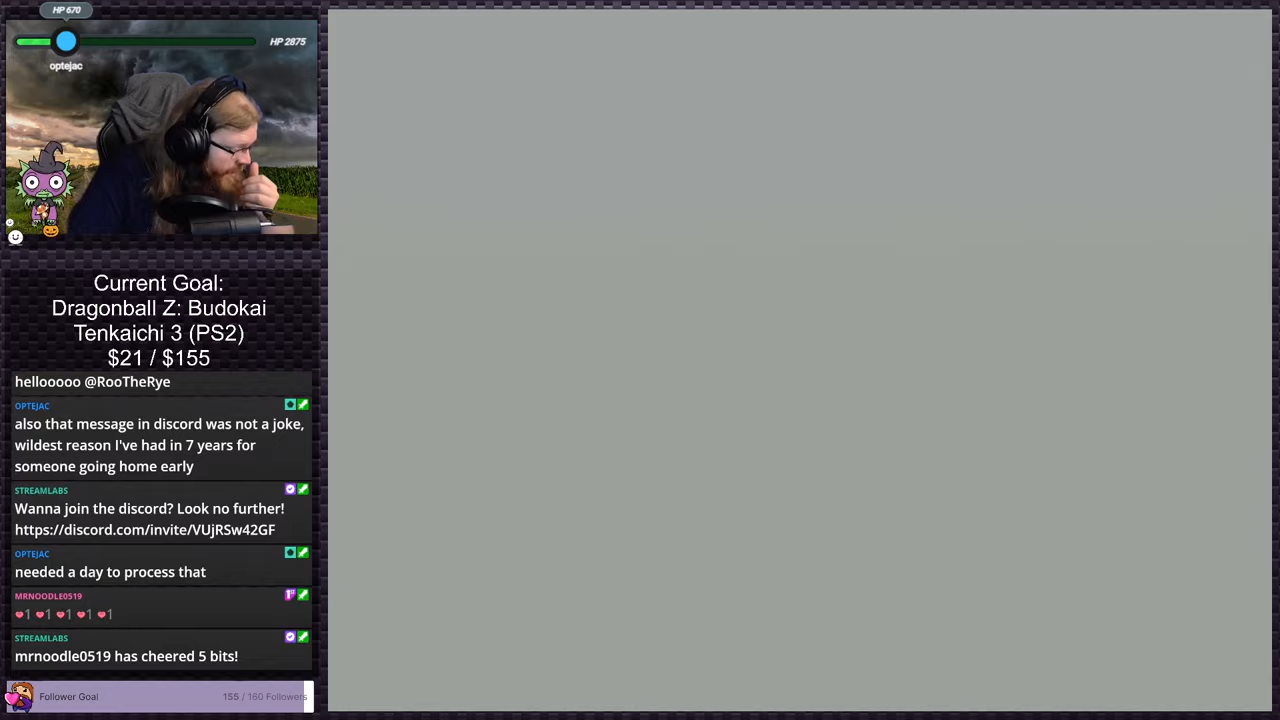 HP 670
HP 2875
optejac
Current Goal:
Dragonball Z: Budokai
Tenkaichi 3 (PS2)
$21 / $155
hellooooo @RooTheRye
OPTEJAC
also that message in discord was not a joke,
wildest reason I've had in 7 years for
someone going home early
STREAMLABS
Wanna join the discord? Look no further!
https://discord.com/invite/VUjRSw42GF
OPTEJAC
needed a day to process that
MRNOODLE0519
1 1 1 1 1
STREAMLABS
mrnoodle0519 has cheered 5 bits!
Follower Goal
155 / 160 Followers